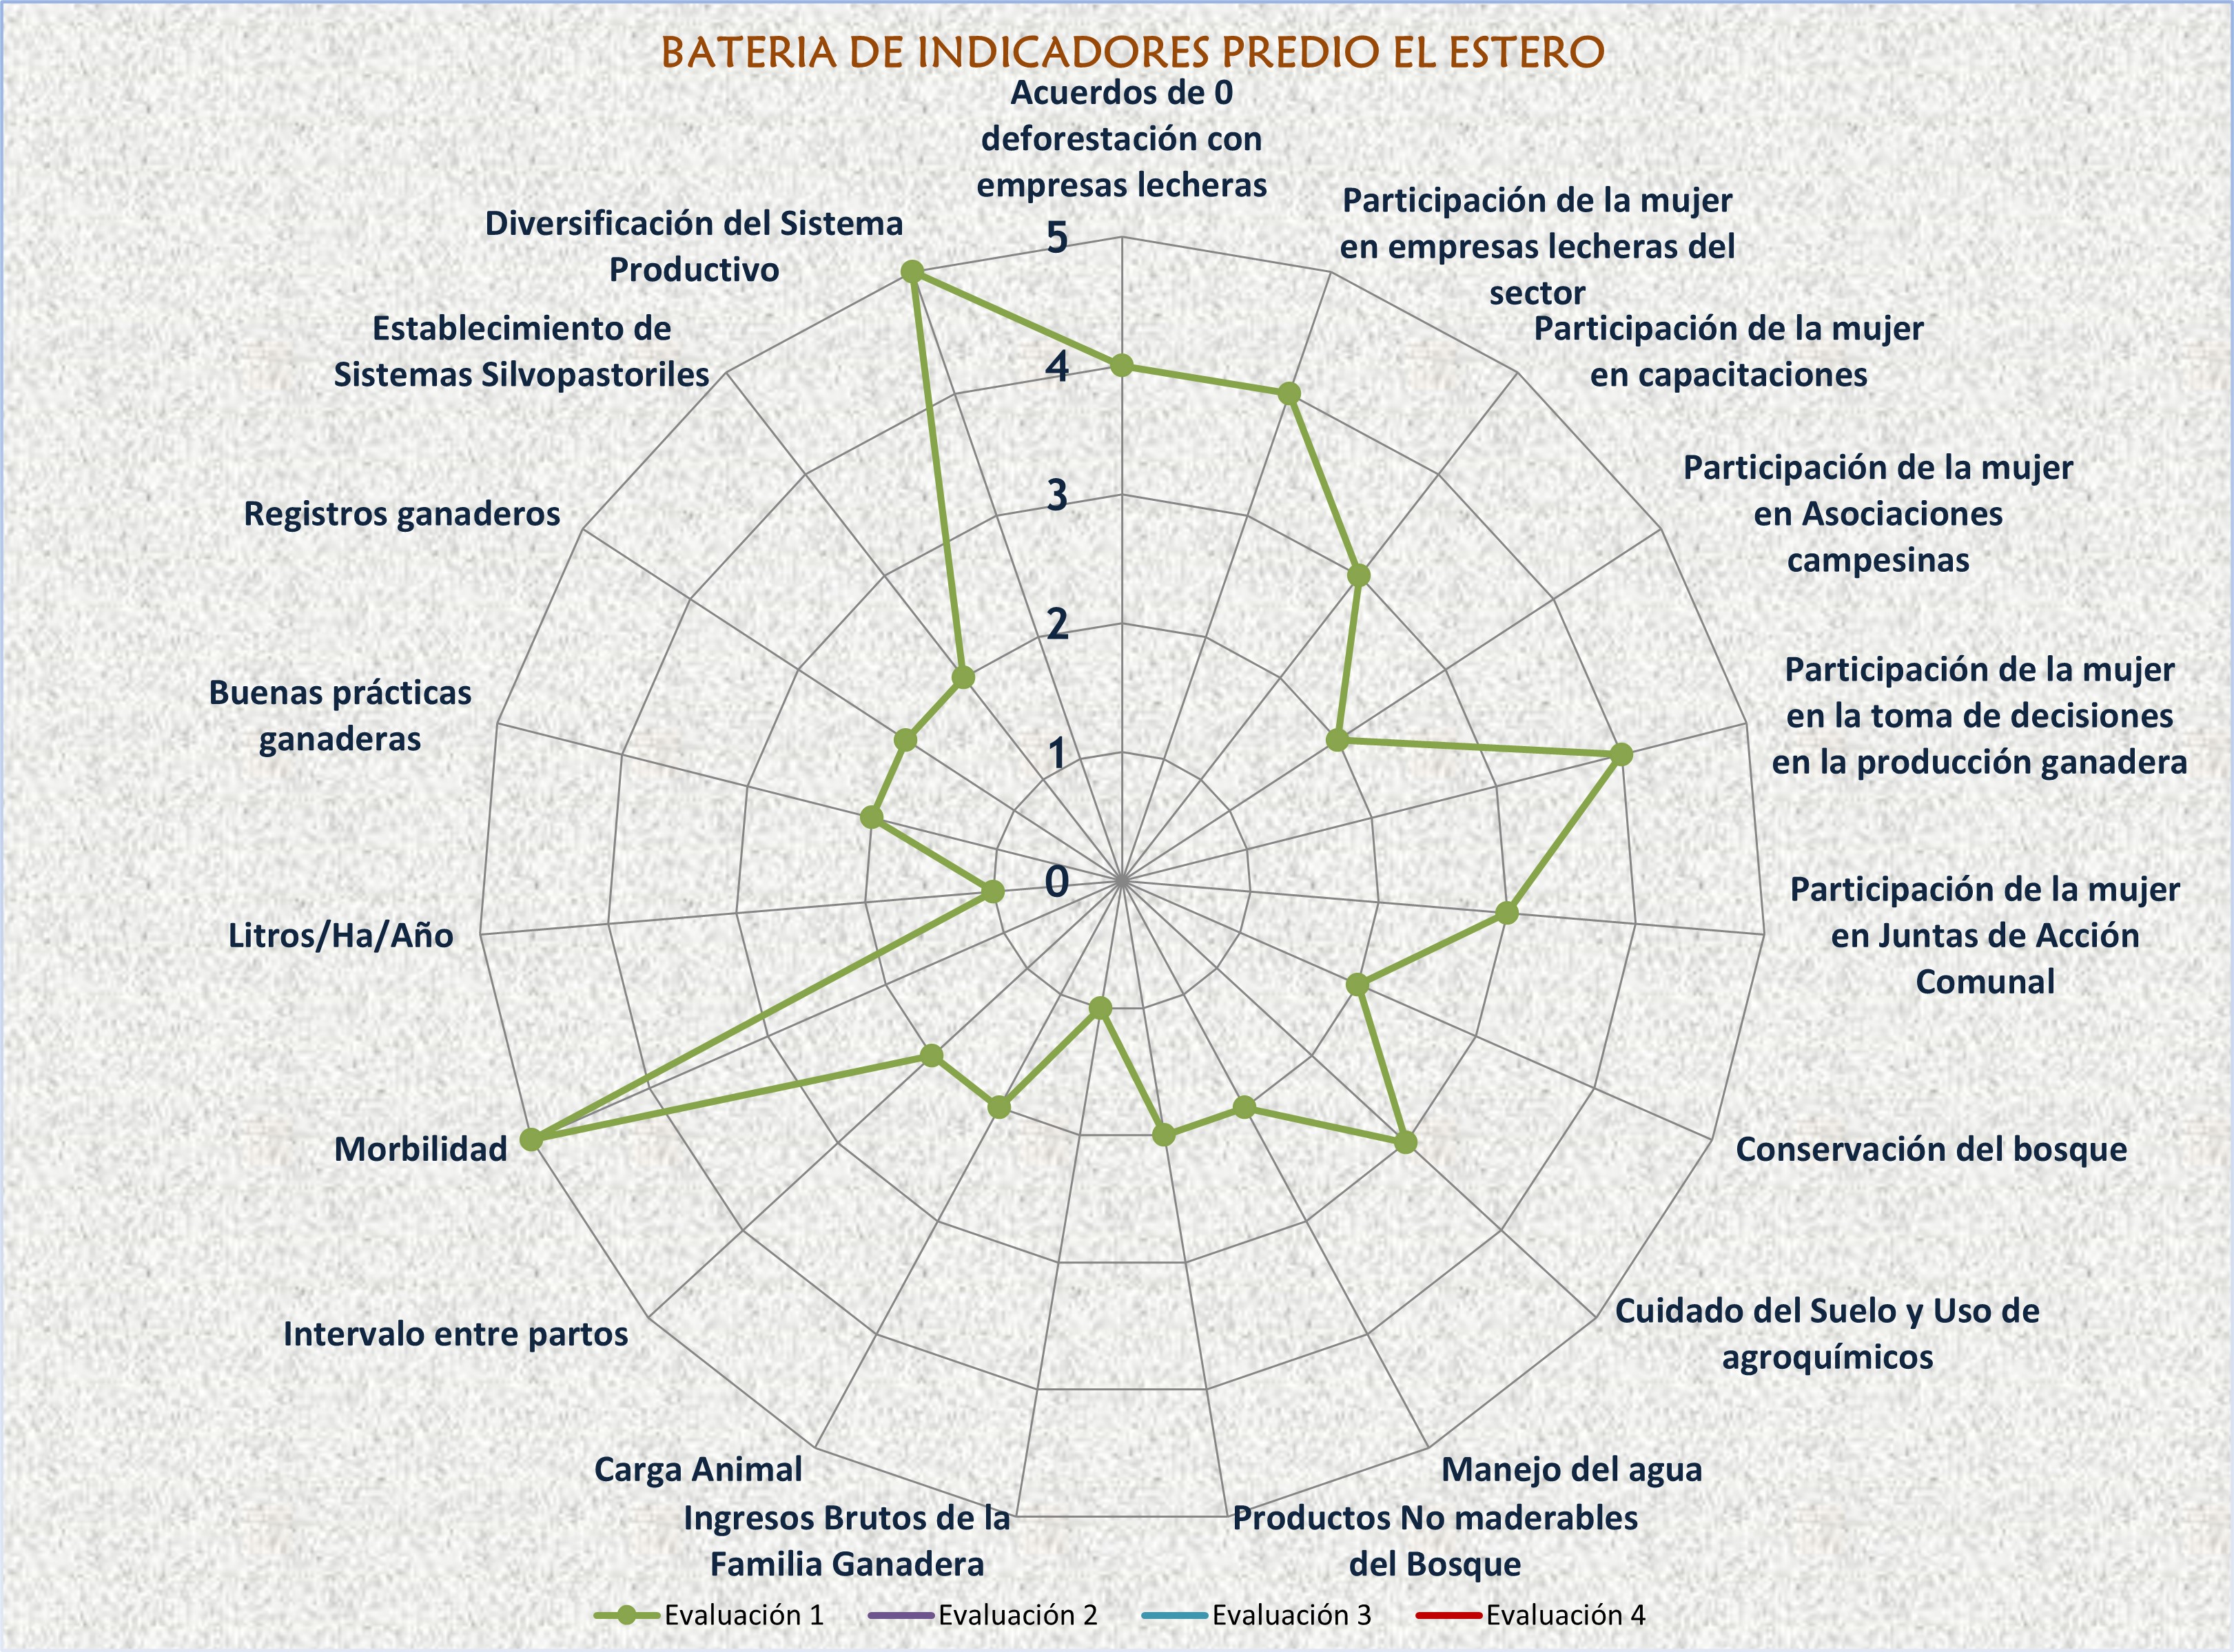 BATERIA DE INDICADORES PREDIO EL ESTERO
Acuerdos de 0
deforestación con
empresas lecheras
Participación de la mujer
en empresas lecheras del
sector
Participación de la mujer
en capacitaciones
Participación de la mujer
en Asociaciones
campesinas
Participación de la mujer
en la toma de decisiones
en la producción ganadera
Participación de la mujer
en Juntas de Acción
Comunal
Conservación del bosque
Cuidado del Suelo y Uso de
agroquímicos
Manejo del agua
Productos No maderables
del Bosque
Ingresos Brutos de la
Familia Ganadera
Carga Animal
Intervalo entre partos
Morbilidad
Litros/Ha/Año
Buenas prácticas
ganaderas
Registros ganaderos
Establecimiento de
Sistemas Silvopastoriles
Diversificación del Sistema
Productivo
5
4
3
2
1
0
Evaluación 1
Evaluación 2
Evaluación 3
Evaluación 4